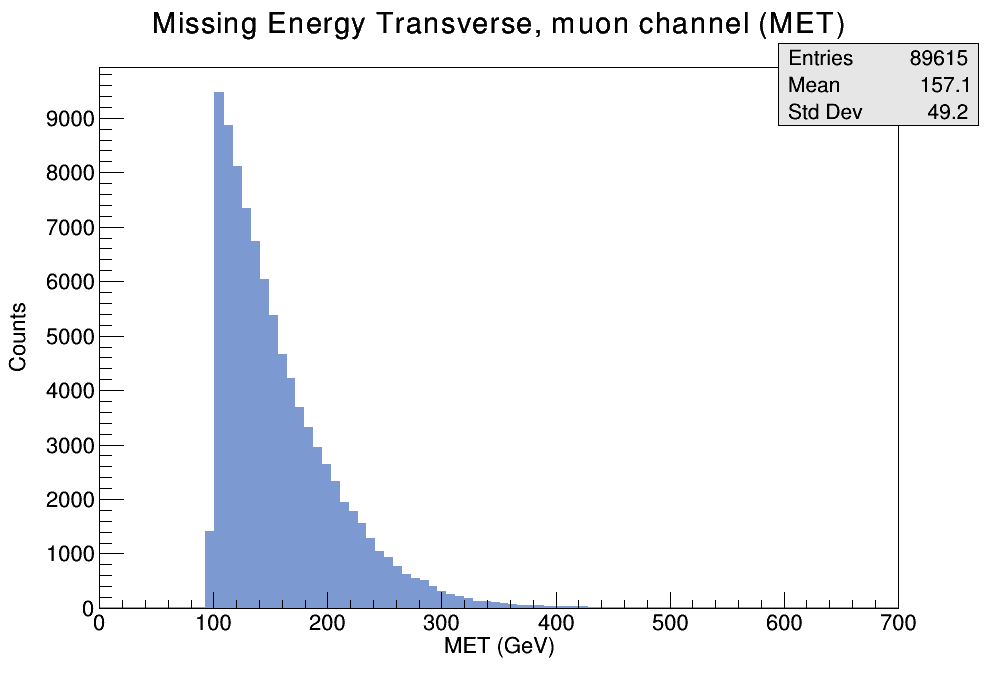 Missing Energy Transverse, muon channel (MET)
Entries 89615
Mean 157.1
Std Dev 49.2
Counts
9000
8000
7000
6000
5000
4000
3000
2000
1000
0
0 100 200 300 400 500 600 700
MET (GeV)